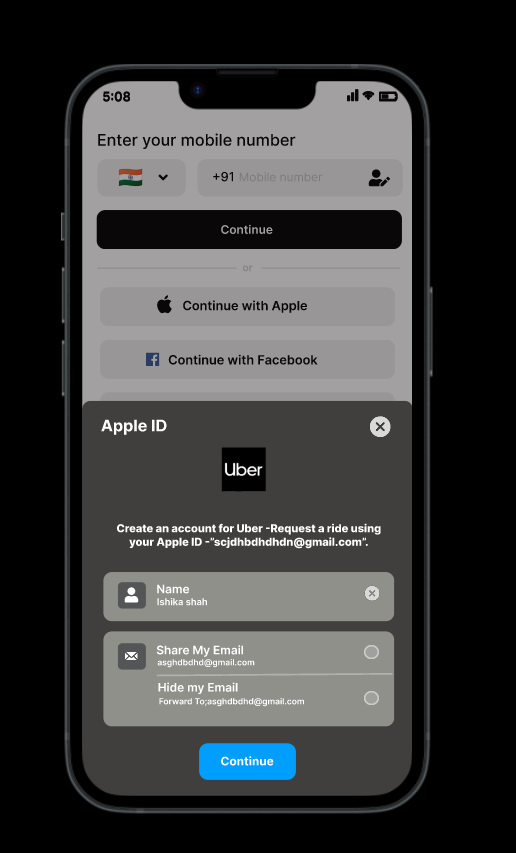 5:08
Enter your mobile number
+91 Mobile number
Continue
or
Continue with Apple
Continue with Facebook
Apple ID
Uber
Create an account for Uber -Request a ride using
your Apple ID -"scjdhbdhdhdn@gmail.com".
Name
Ishika shah
Share My Email
asghdbdhd@gmail.com
Hide my Email
Forward To;asghdbdhd@gmail.com
Continue